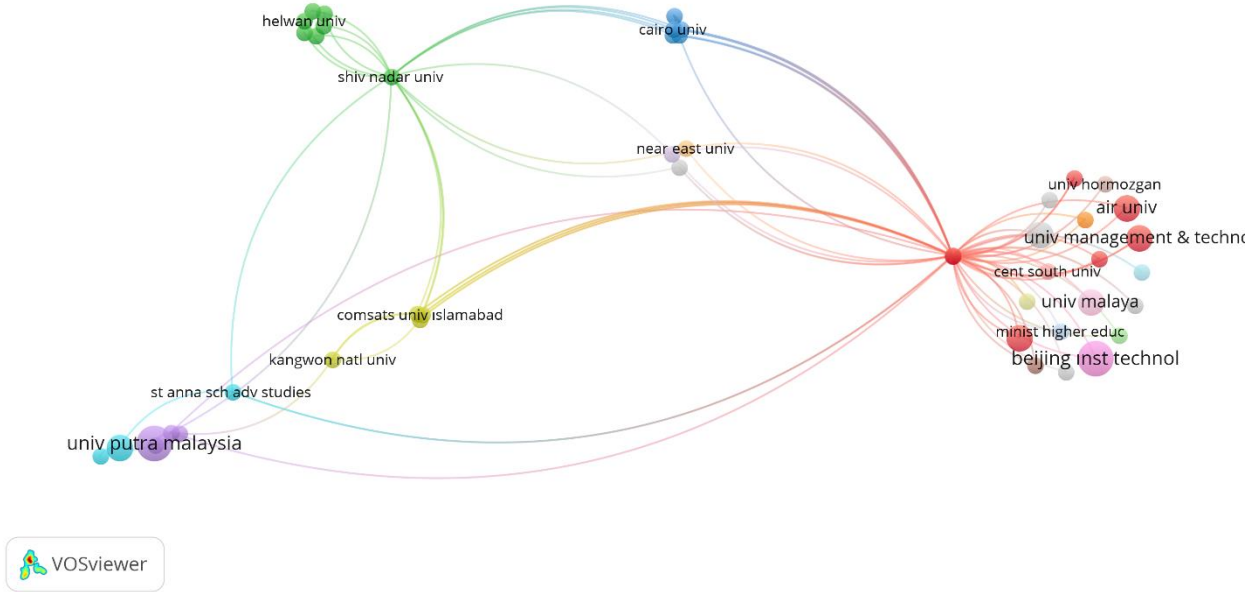 helwan univ
cairo univ
shiv nadar univ
near east univ
univ hormozgan
air univ
univ management & techno
cent south univ
univ malaya
comsats univ ıslamabad
minist higher educ
kangwon natl univ
beijing ınst technol
st anna sch adv studies
univ putra malaysia
VOSviewer